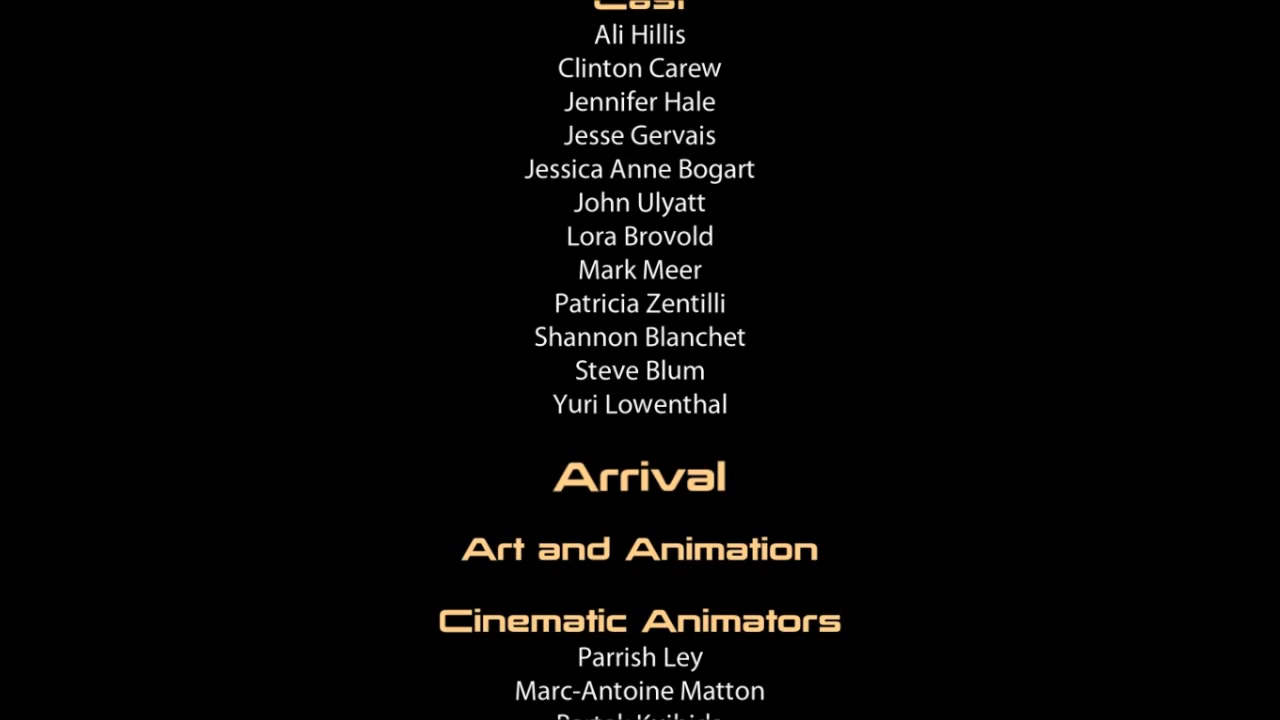 Cast
Ali Hillis
Clinton Carew
Jennifer Hale
Jesse Gervais
Jessica Anne Bogart
John Ulyatt
Lora Brovold
Mark Meer
Patricia Zentilli
Shannon Blanchet
Steve Blum
Yuri Lowenthal
Arrival
Art and Animation
Cinematic Animators
Parrish Ley
Marc-Antoine Matton